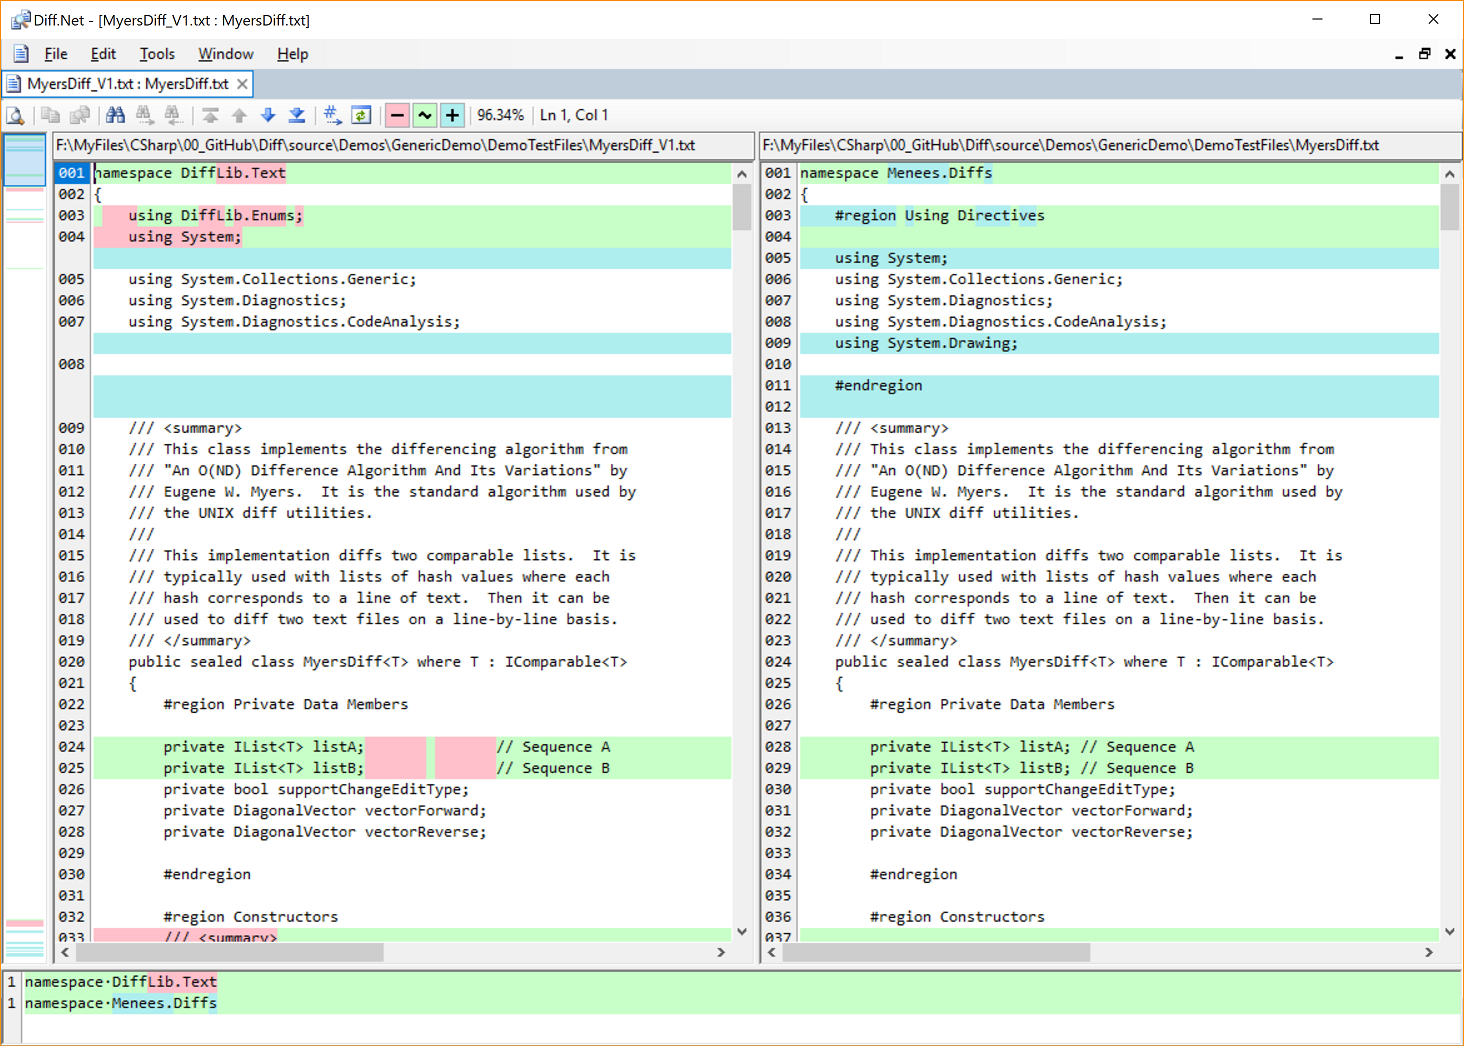 Diff.Net - [MyersDiff_V1.txt : MyersDiff.txt]
File Edit Tools Window Help
MyersDiff_V1.txt : MyersDiff.txt
96.34% Ln 1, Col 1
F:\MyFiles\CSharp\00_GitHub\Diff\source\Demos\GenericDemo\DemoTestFiles\MyersDiff_V1.txt
001 namespace DiffLib.Text
002 {
003     using DiffLib.Enums;
004     using System;
005     using System.Collections.Generic;
006     using System.Diagnostics;
007     using System.Diagnostics.CodeAnalysis;
008
009     /// <summary>
010     /// This class implements the differencing algorithm from
011     /// "An O(ND) Difference Algorithm And Its Variations" by
012     /// Eugene W. Myers.  It is the standard algorithm used by
013     /// the UNIX diff utilities.
014     ///
015     /// This implementation diffs two comparable lists.  It is
016     /// typically used with lists of hash values where each
017     /// hash corresponds to a line of text.  Then it can be
018     /// used to diff two text files on a line-by-line basis.
019     /// </summary>
020     public sealed class MyersDiff<T> where T : IComparable<T>
021     {
022         #region Private Data Members
023
024         private IList<T> listA;               // Sequence A
025         private IList<T> listB;               // Sequence B
026         private bool supportChangeEditType;
027         private DiagonalVector vectorForward;
028         private DiagonalVector vectorReverse;
029
030         #endregion
031
032         #region Constructors
033         /// <summary>
F:\MyFiles\CSharp\00_GitHub\Diff\source\Demos\GenericDemo\DemoTestFiles\MyersDiff.txt
001 namespace Menees.Diffs
002 {
003     #region Using Directives
004
005     using System;
006     using System.Collections.Generic;
007     using System.Diagnostics;
008     using System.Diagnostics.CodeAnalysis;
009     using System.Drawing;
010
011     #endregion
012
013     /// <summary>
014     /// This class implements the differencing algorithm from
015     /// "An O(ND) Difference Algorithm And Its Variations" by
016     /// Eugene W. Myers.  It is the standard algorithm used by
017     /// the UNIX diff utilities.
018     ///
019     /// This implementation diffs two comparable lists.  It is
020     /// typically used with lists of hash values where each
021     /// hash corresponds to a line of text.  Then it can be
022     /// used to diff two text files on a line-by-line basis.
023     /// </summary>
024     public sealed class MyersDiff<T> where T : IComparable<T>
025     {
026         #region Private Data Members
027
028         private IList<T> listA; // Sequence A
029         private IList<T> listB; // Sequence B
030         private bool supportChangeEditType;
031         private DiagonalVector vectorForward;
032         private DiagonalVector vectorReverse;
033
034         #endregion
035
036         #region Constructors
037
1 namespace·DiffLib.Text
1 namespace·Menees.Diffs